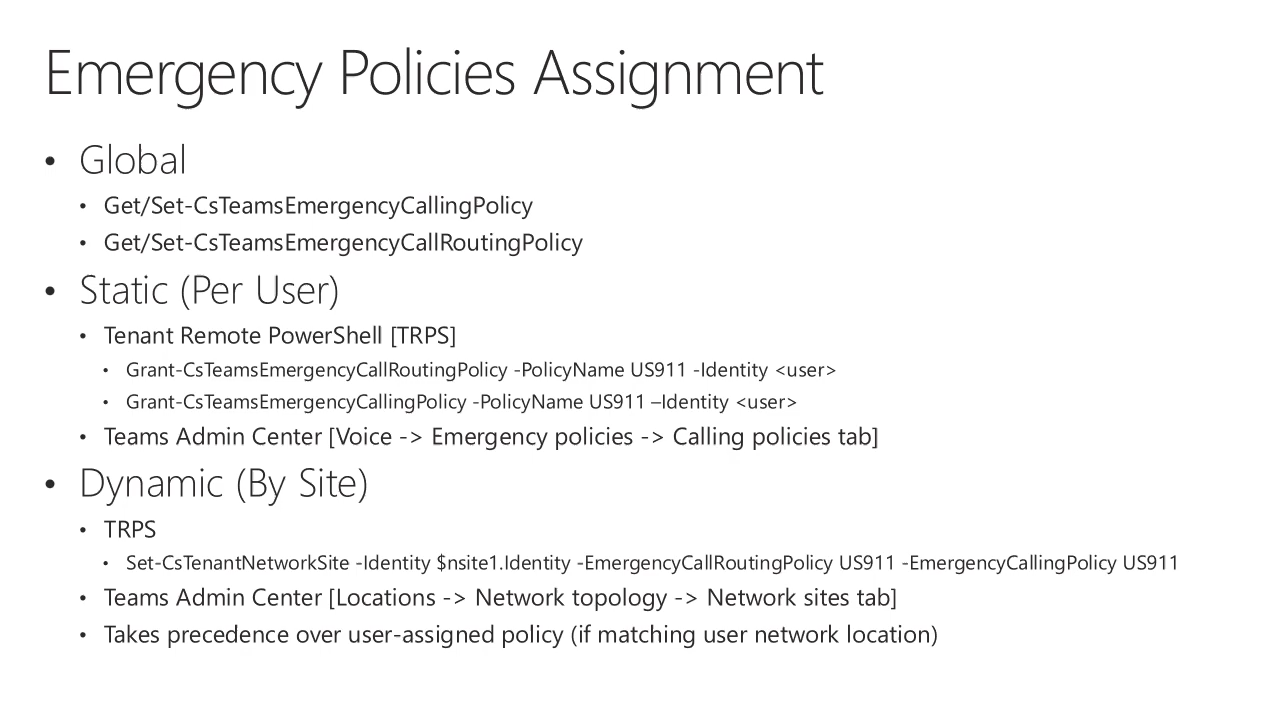 Emergency Policies Assignment
• Global
• Get/Set-CsTeamsEmergencyCallingPolicy
• Get/Set-CsTeamsEmergencyCallRoutingPolicy
• Static (Per User)
• Tenant Remote PowerShell [TRPS]
• Grant-CsTeamsEmergencyCallRoutingPolicy -PolicyName US911 -Identity <user>
• Grant-CsTeamsEmergencyCallingPolicy -PolicyName US911 –Identity <user>
• Teams Admin Center [Voice -> Emergency policies -> Calling policies tab]
• Dynamic (By Site)
• TRPS
• Set-CsTenantNetworkSite -Identity $nsite1.Identity -EmergencyCallRoutingPolicy US911 -EmergencyCallingPolicy US911
• Teams Admin Center [Locations -> Network topology -> Network sites tab]
• Takes precedence over user-assigned policy (if matching user network location)